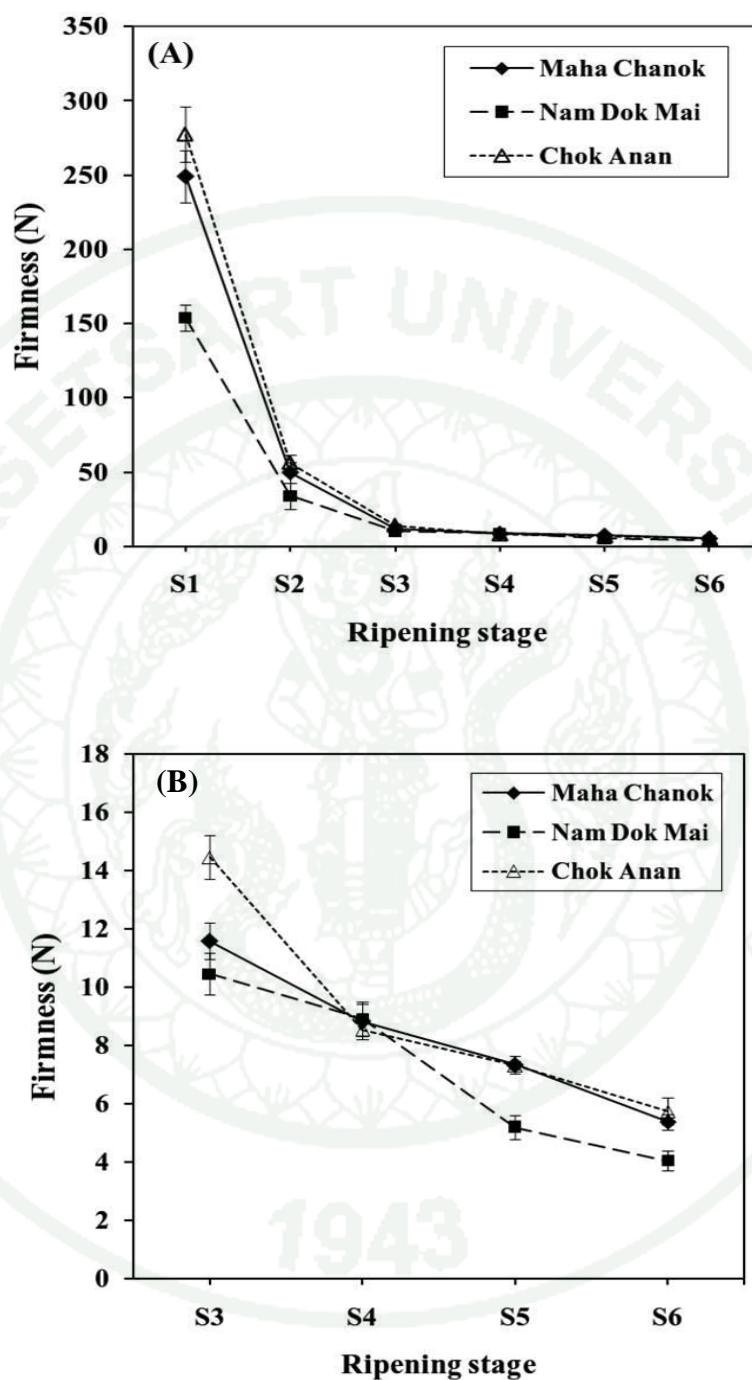 (A)
Maha Chanok
Nam Dok Mai
Chok Anan
Firmness (N)
350
300
250
200
150
100
50
0
S1 S2 S3 S4 S5 S6
Ripening stage
(B)
Maha Chanok
Nam Dok Mai
Chok Anan
Firmness (N)
18
16
14
12
10
8
6
4
2
0
S3 S4 S5 S6
Ripening stage
SETSART UNIVERS
1943